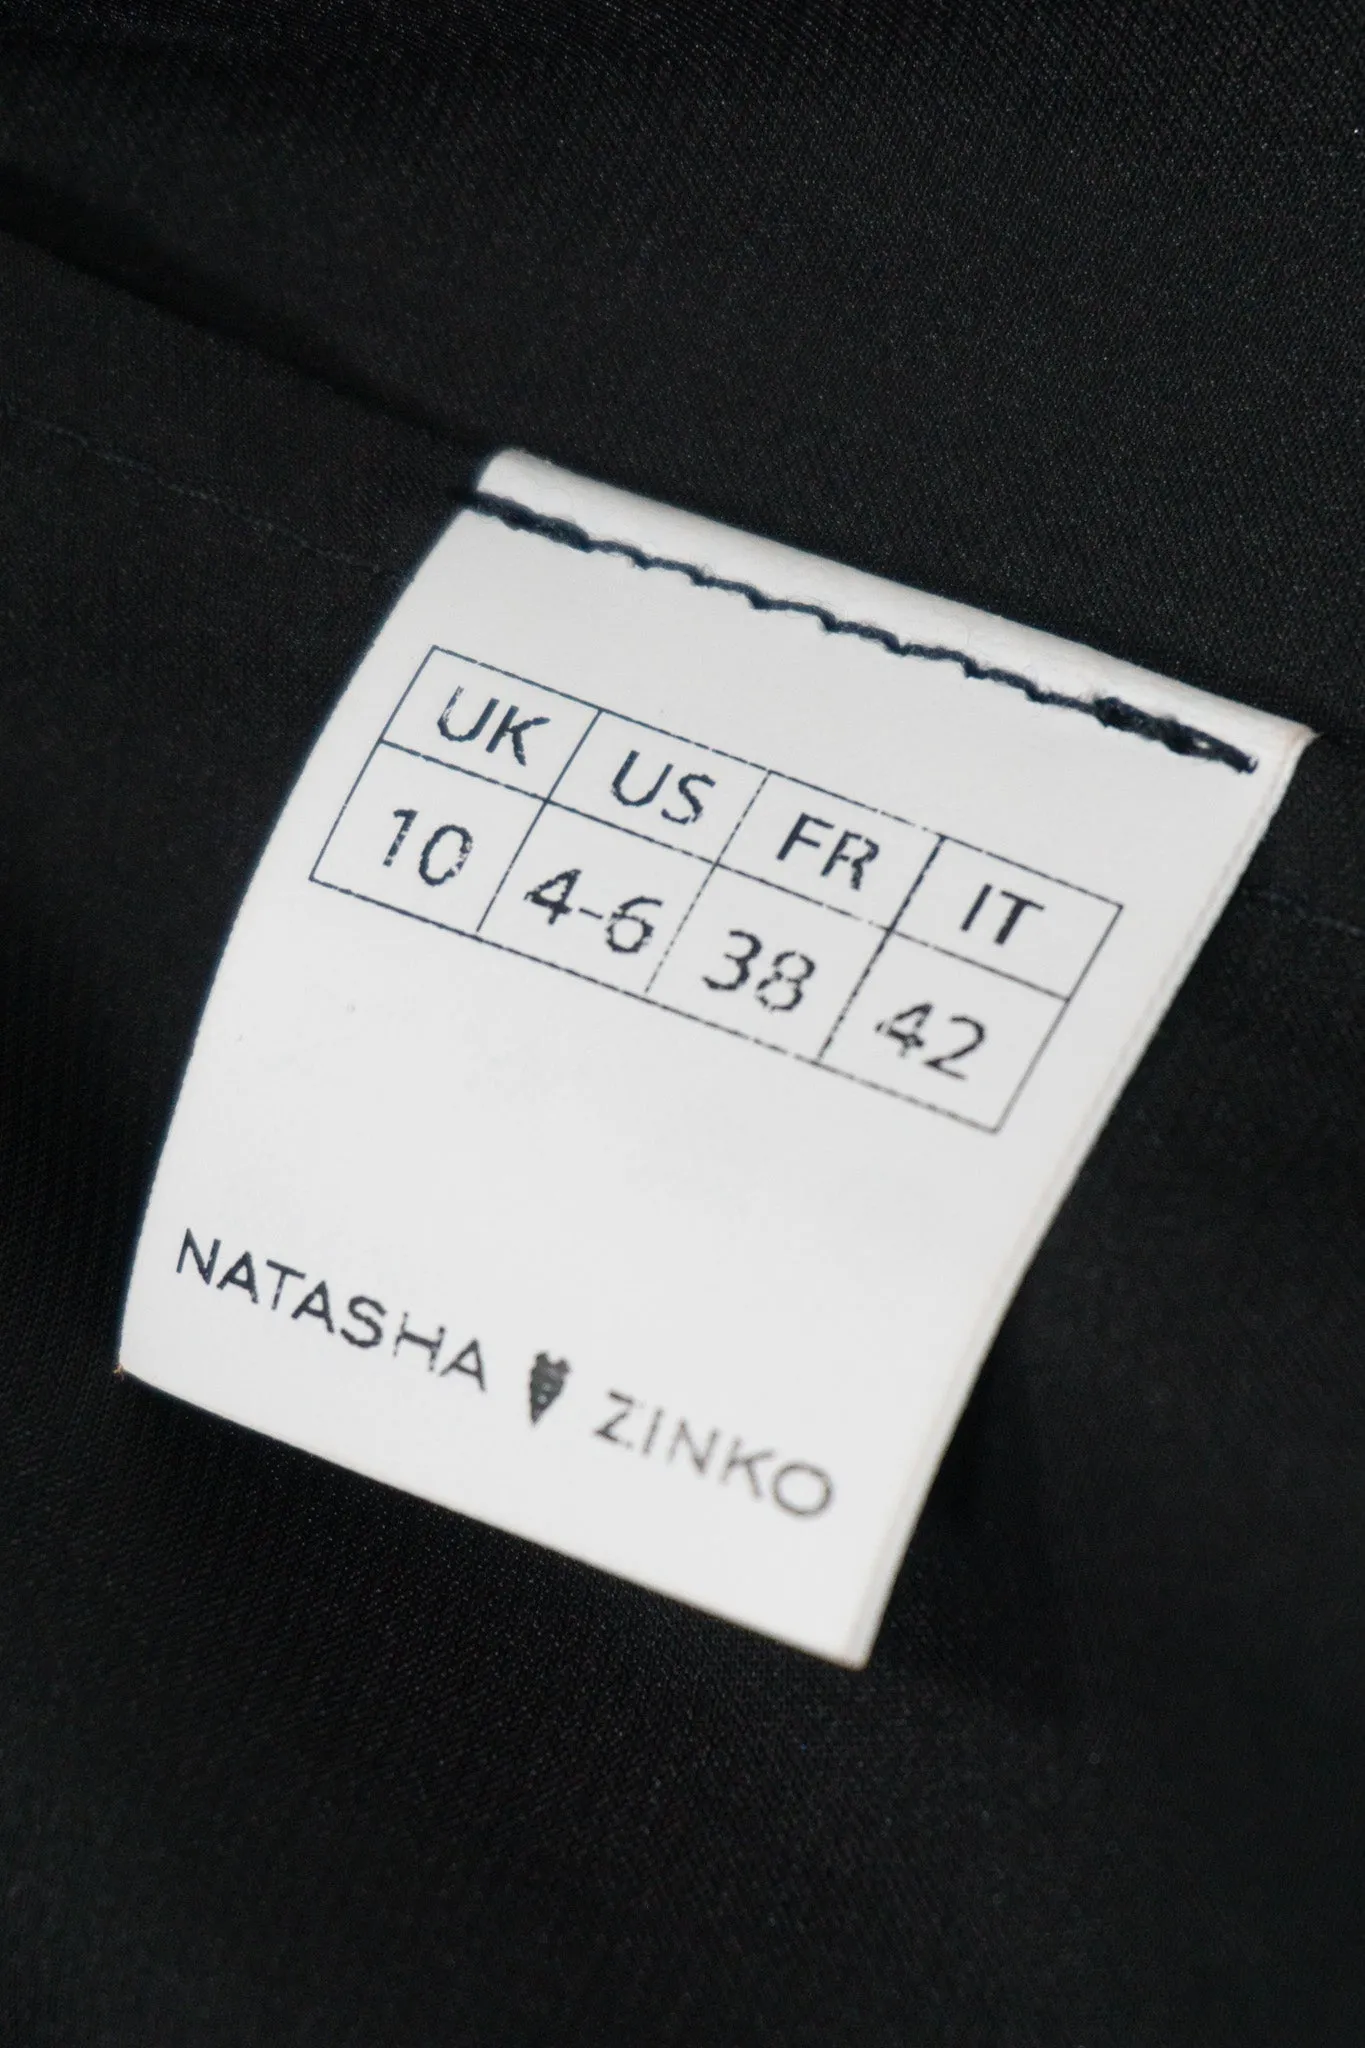 UK US FR IT
10 4-6 38 42
NATASHA ZINKO